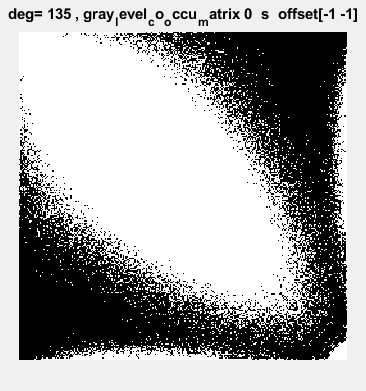 deg= 135 , gray_level_co_occu_matrix 0  s  offset[-1 -1]